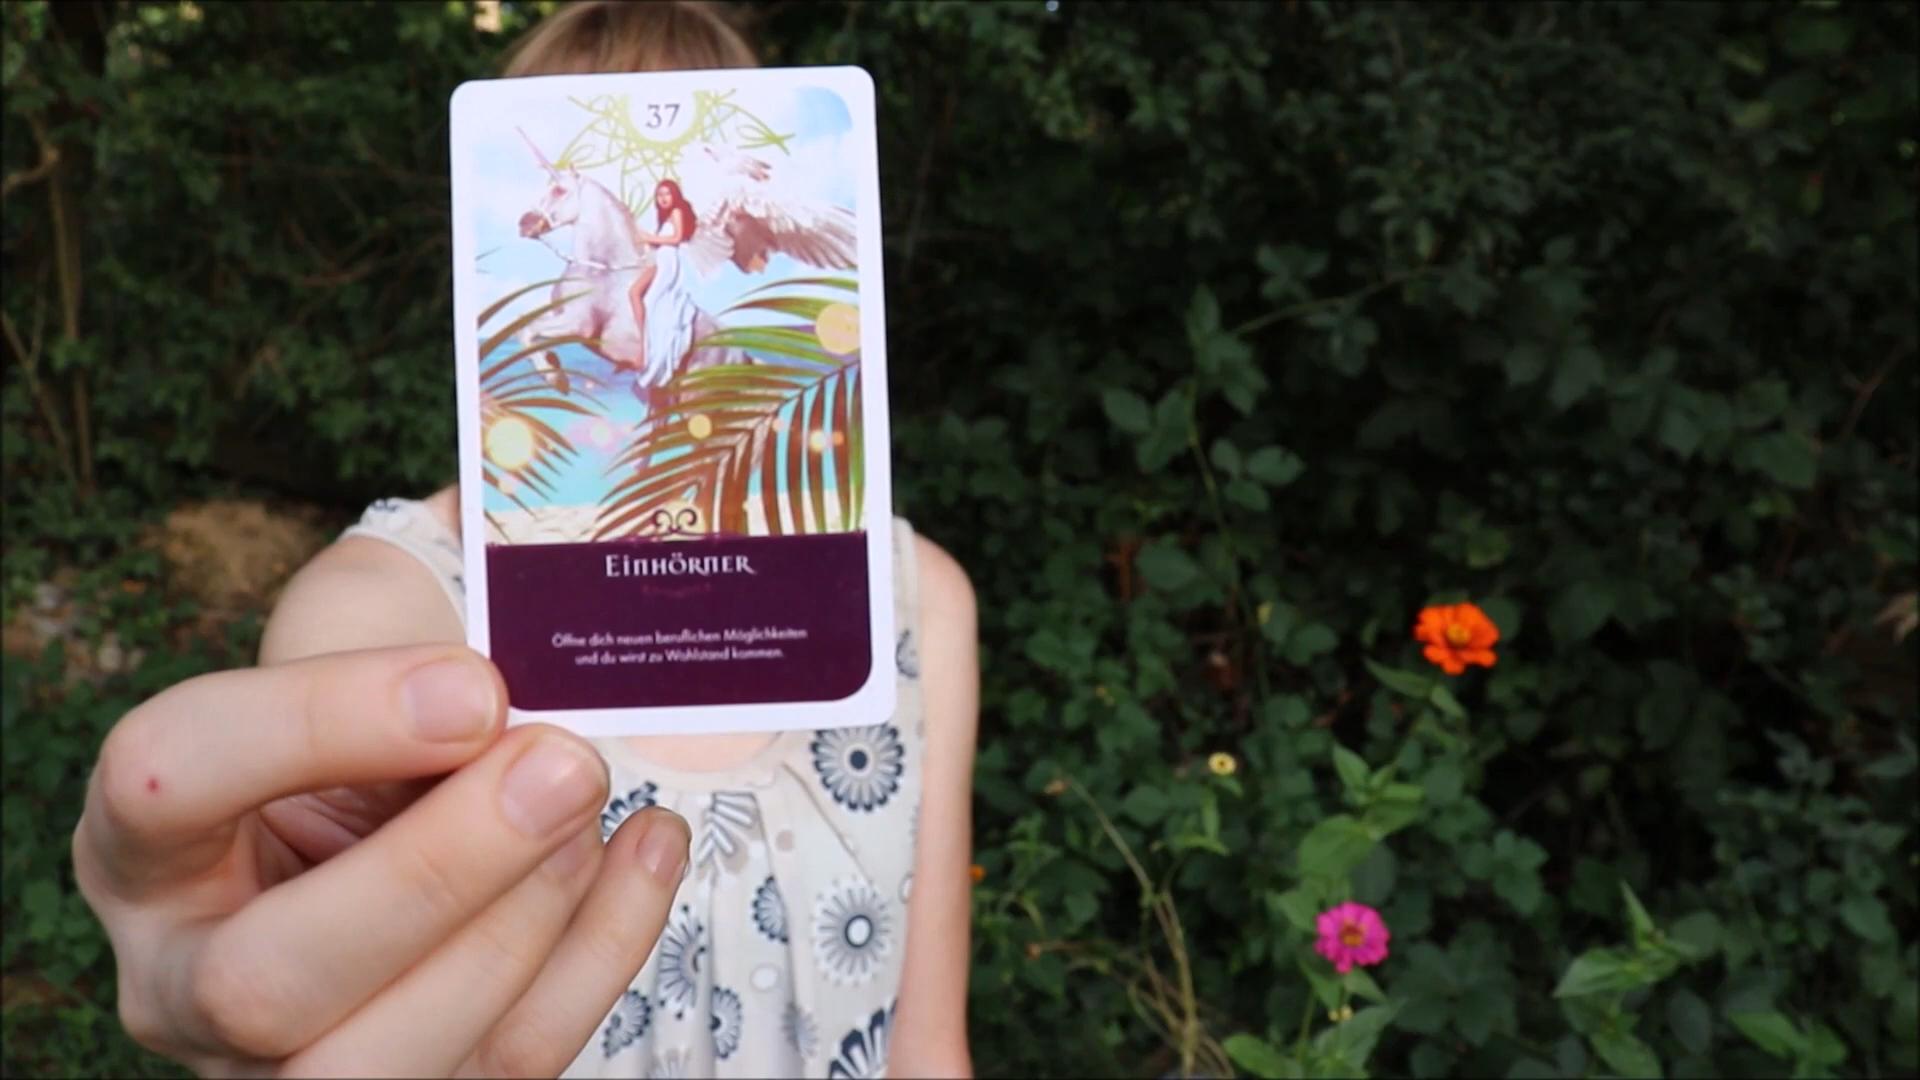 37
Einhörner
Öffne dich neuen beruflichen Möglichkeiten
und du wirst zu Wohlstand kommen.